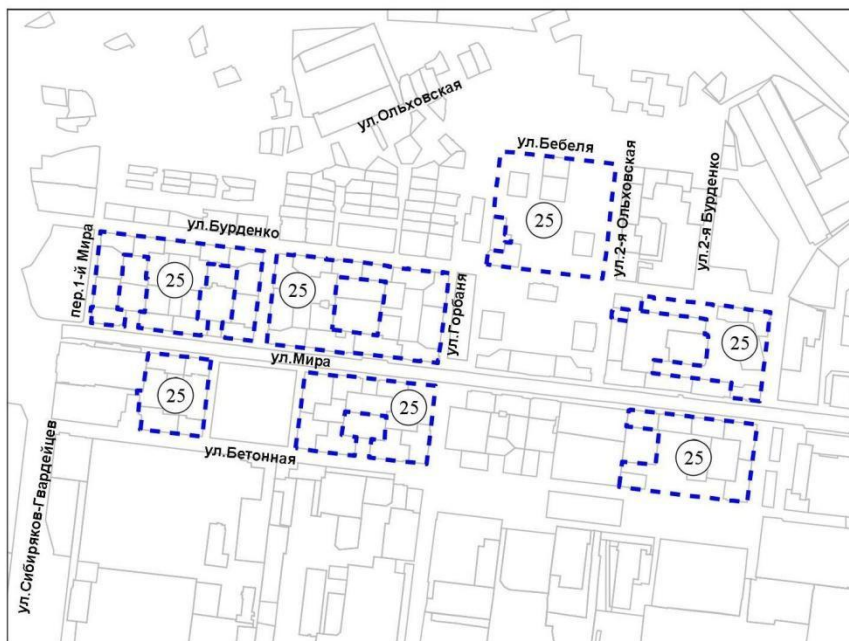 ул.Ольховская
ул.Бебеля
ул.2-я Ольховская
ул.2-я Бурденко
25
ул.Бурденко
пер.1-й Мира
25
25
ул.Горбаня
25
ул.Мира
25
25
25
ул.Бетонная
ул.Сибиряков-Гвардейцев